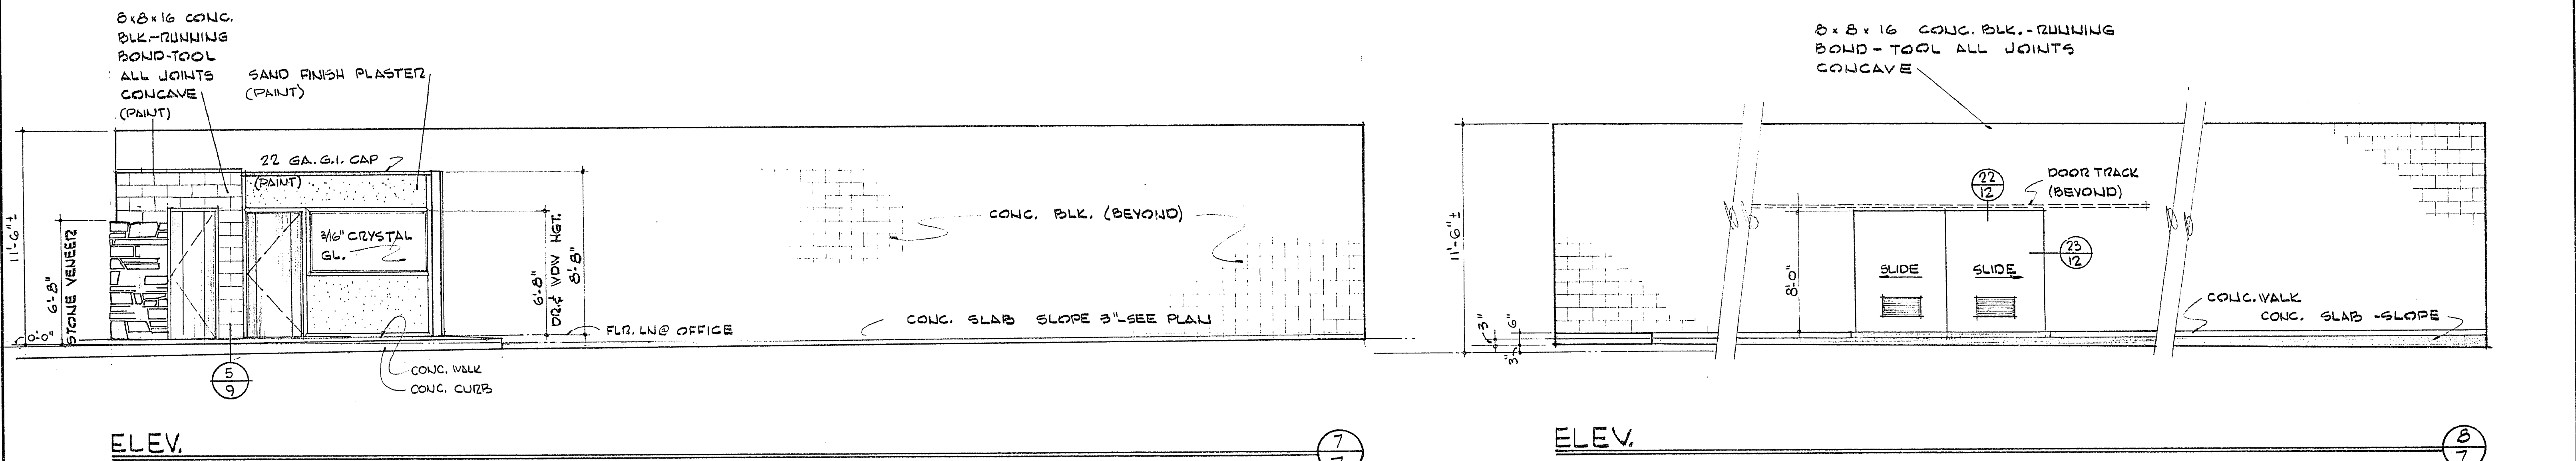 8x8x16 CONC.
BLK.-RUNNING
BOND-TOOL
ALL JOINTS
CONCAVE
(PAINT)
SAND FINISH PLASTER
(PAINT)
22 GA. G.I. CAP
(PAINT)
3/16" CRYSTAL
GL.
11'-6"±
0'-0"
6'-8"
STONE VENEER
6'-8"
DR.& WDW HGT.
8'-8"
CONC. BLK. (BEYOND)
FLR. LN@ OFFICE
CONC. SLAB SLOPE 3"-SEE PLAN
CONC. WALK
CONC. CURB
5
9
ELEV.
7
7
8x8x16 CONC. BLK.-RUNNING
BOND-TOOL ALL JOINTS
CONCAVE
22
12
DOOR TRACK
(BEYOND)
23
12
11'-6"±
8'-0"
SLIDE
SLIDE
3"
6"
3"
CONC. WALK
CONC. SLAB-SLOPE
ELEV.
8
7